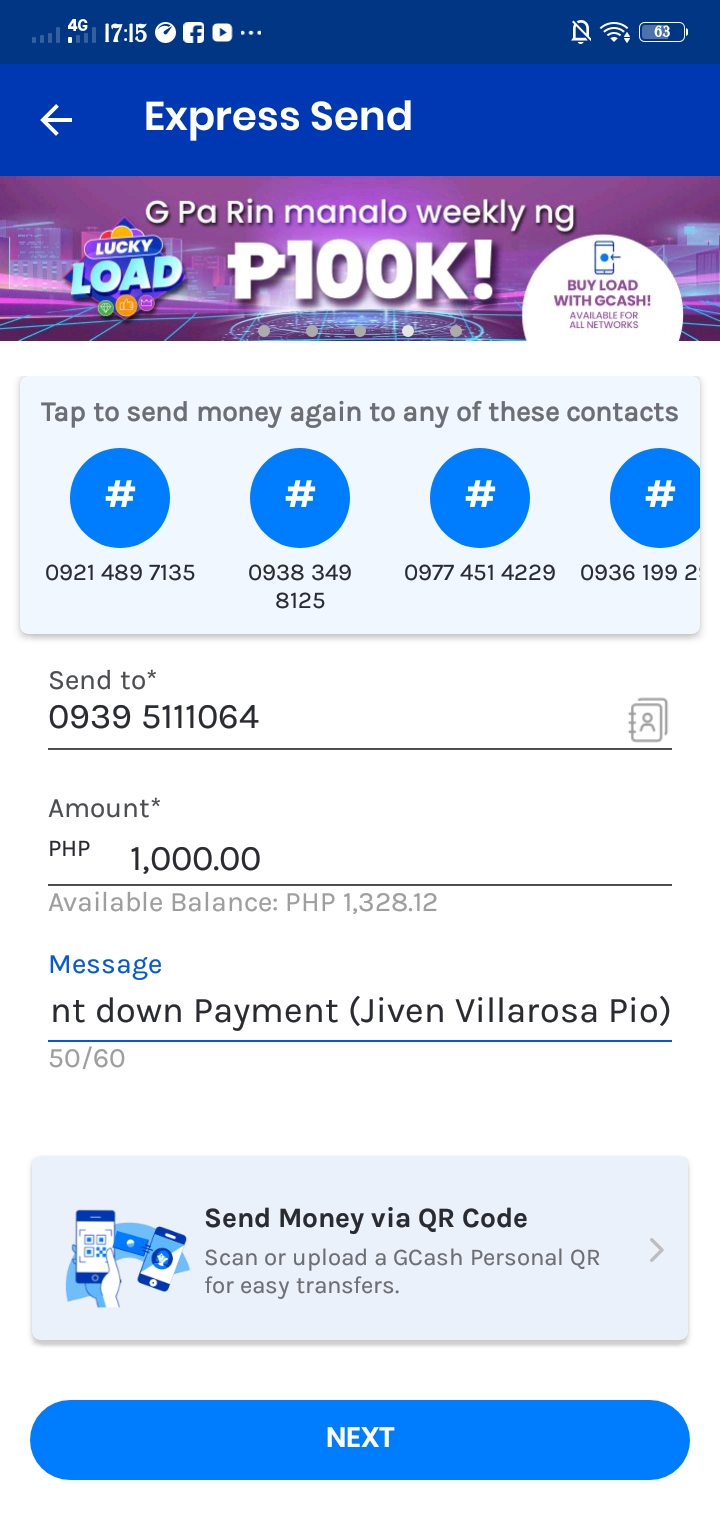 4G 17:15 63
Express Send
G Pa Rin manalo weekly ng
LUCKY
LOAD
₱100K!
BUY LOAD
WITH GCASH!
AVAILABLE FOR
ALL NETWORKS
Tap to send money again to any of these contacts
# # # #
0921 489 7135 0938 349 0977 451 4229 0936 199 2
8125
Send to*
0939 5111064
Amount*
PHP 1,000.00
Available Balance: PHP 1,328.12
Message
nt down Payment (Jiven Villarosa Pio)
50/60
Send Money via QR Code
Scan or upload a GCash Personal QR
for easy transfers.
NEXT